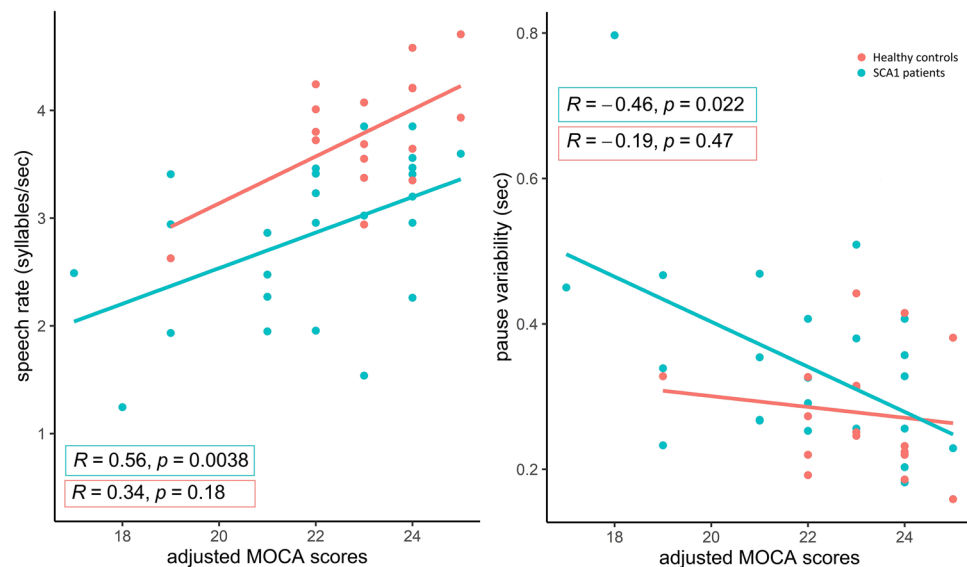 speech rate (syllables/sec)
4
3
2
1
R = 0.56, p = 0.0038
R = 0.34, p = 0.18
18
20
22
24
adjusted MOCA scores
pause variability (sec)
0.8
0.6
0.4
0.2
Healthy controls
SCA1 patients
R = −0.46, p = 0.022
R = −0.19, p = 0.47
18
20
22
24
adjusted MOCA scores